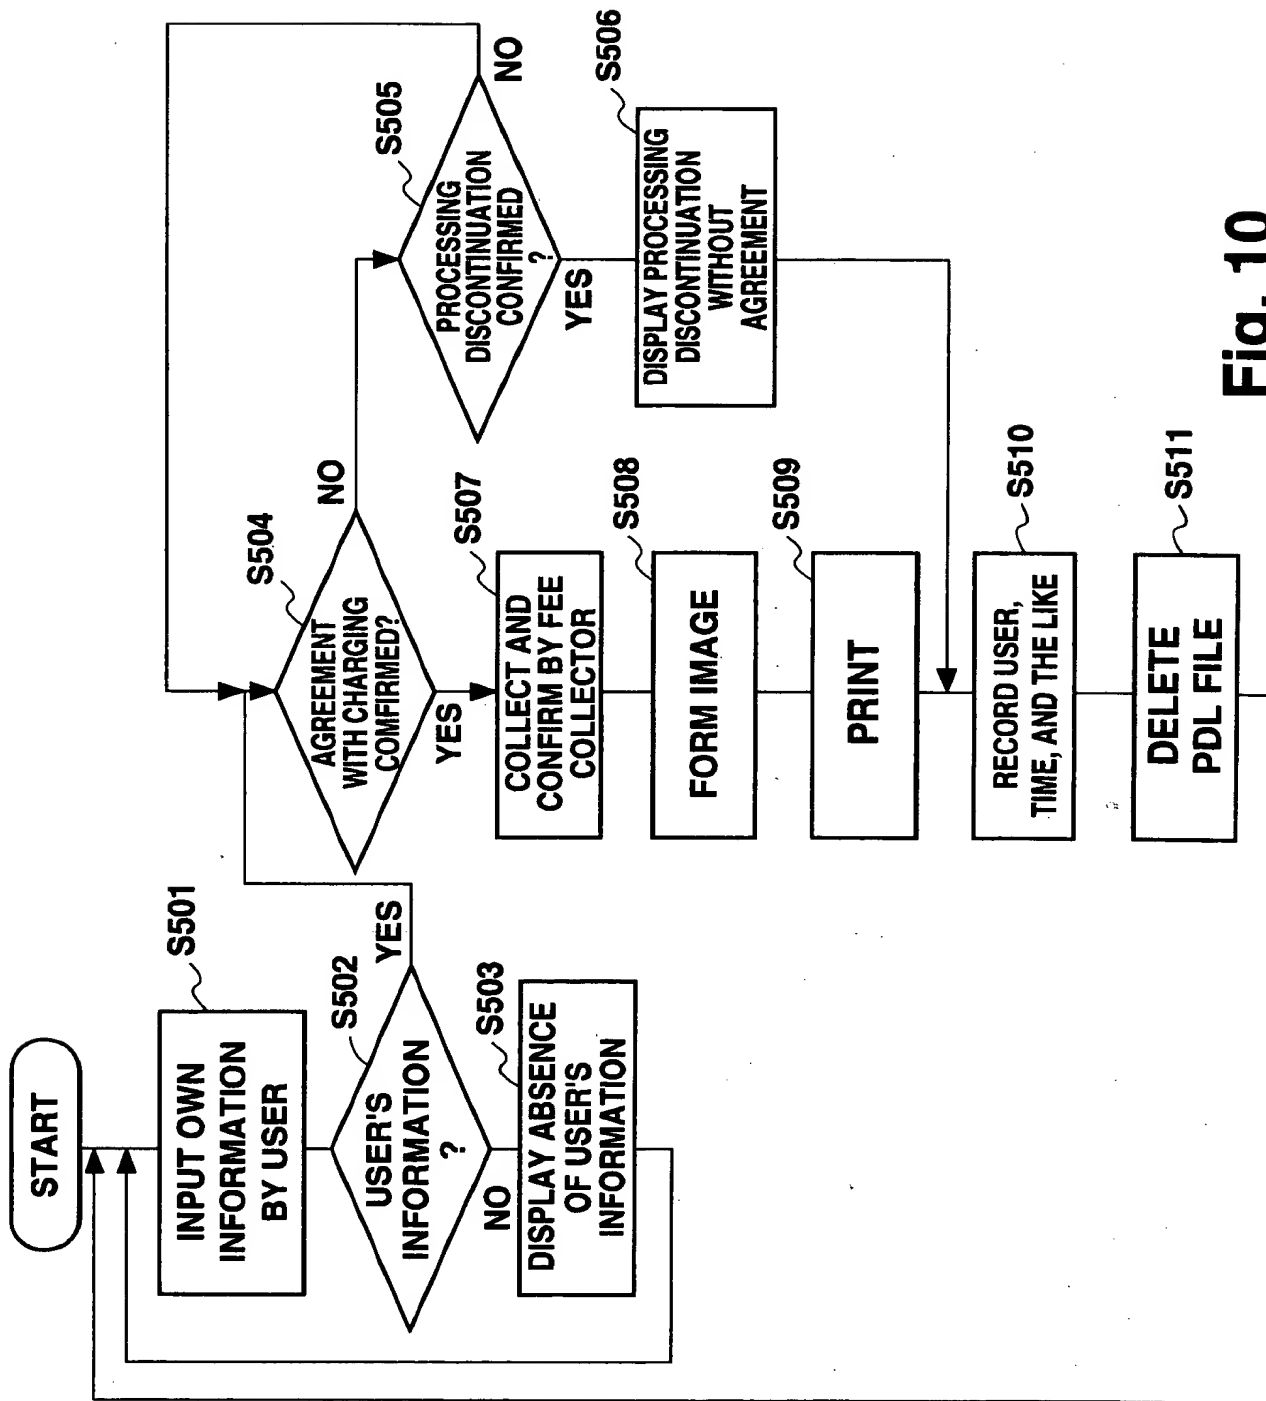 START
INPUT OWN
INFORMATION
BY USER
S501
USER'S
INFORMATION
?
S502
YES
NO
DISPLAY ABSENCE
OF USER'S
INFORMATION
S503
AGREEMENT
WITH CHARGING
COMFIRMED?
S504
NO
YES
PROCESSING
DISCONTINUATION
CONFIRMED
?
S505
NO
YES
DISPLAY PROCESSING
DISCONTINUATION
WITHOUT
AGREEMENT
S506
COLLECT AND
CONFIRM BY FEE
COLLECTOR
S507
FORM IMAGE
S508
PRINT
S509
RECORD USER,
TIME, AND THE LIKE
S510
DELETE
PDL FILE
S511
Fig. 10